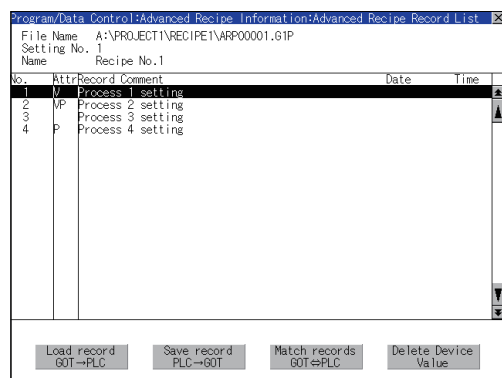 Program/Data Control:Advanced Recipe Information:Advanced Recipe Record List
File Name A:\PROJECT1\RECIPE1\ARP00001.G1P
Setting No. 1
Name Recipe No.1
No. Attr Record Comment Date Time
1 V Process 1 setting
2 VP Process 2 setting
3 Process 3 setting
4 P Process 4 setting
Load record Save record Match records Delete Device
GOT→PLC PLC→GOT GOT⇔PLC Value